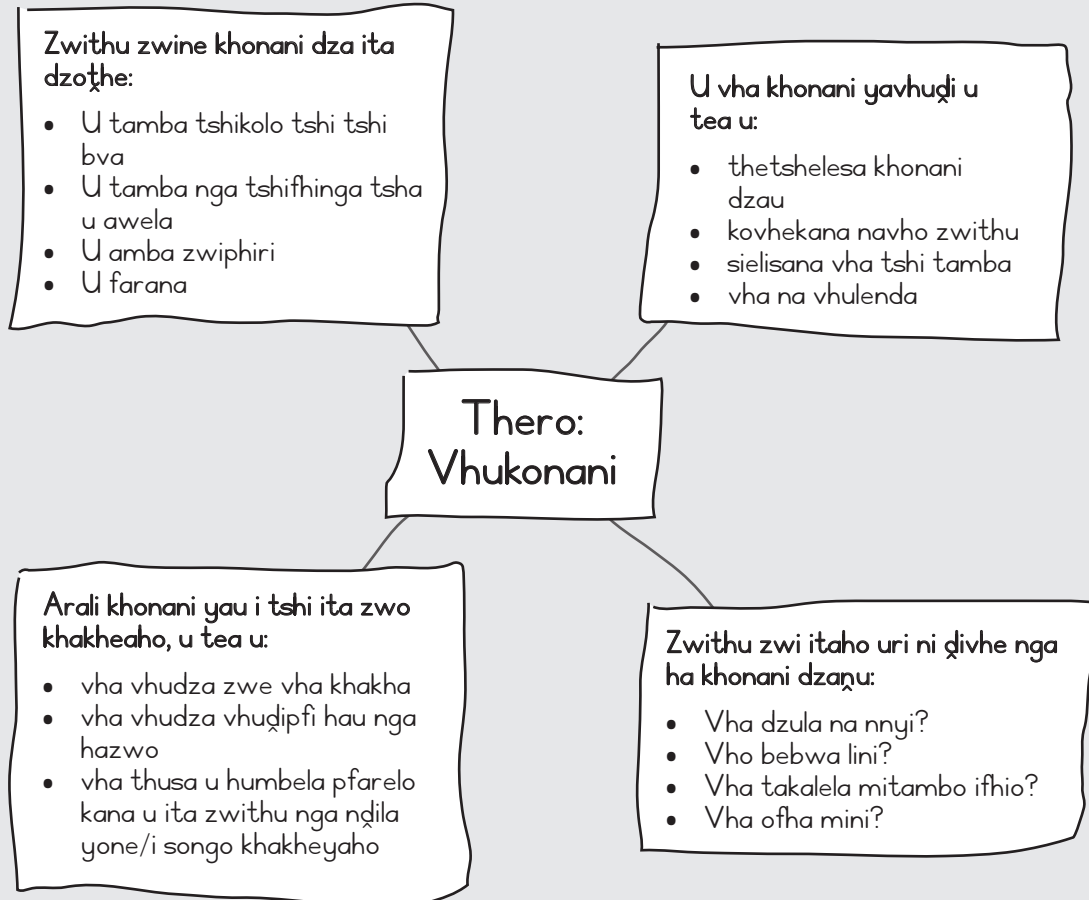 Zwithu zwine khonani dza ita
dzoṱhe:
• U tamba tshikolo tshi tshi
bva
• U tamba nga tshifhinga tsha
u awela
• U amba zwiphiri
• U farana
U vha khonani yavhuḓi u
tea u:
• thetshelesa khonani
dzau
• kovhekana navho zwithu
• sielisana vha tshi tamba
• vha na vhulenda
Thero:
Vhukonani
Arali khonani yau i tshi ita zwo
khakheaho, u tea u:
• vha vhudza zwe vha khakha
• vha vhudza vhuḓipfi hau nga
hazwo
• vha thusa u humbela pfarelo
kana u ita zwithu nga nḓila
yone/i songo khakheyaho
Zwithu zwi itaho uri ni ḓivhe nga
ha khonani dzaṋu:
• Vha dzula na nnyi?
• Vho bebwa lini?
• Vha takalela mitambo ifhio?
• Vha ofha mini?